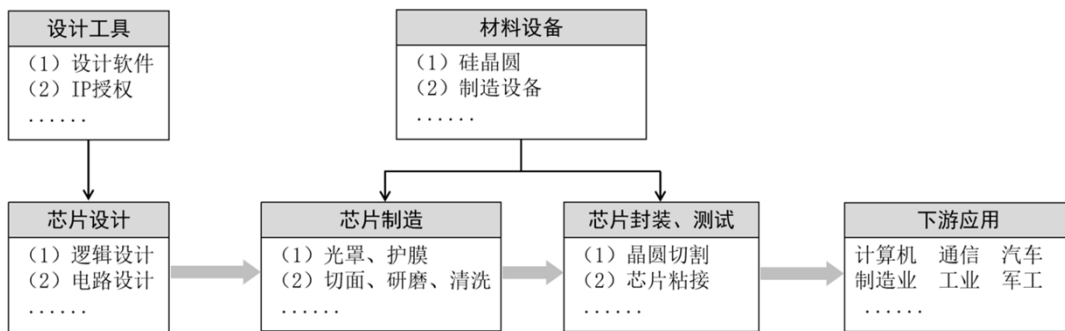 设计工具
（1）设计软件
（2）IP授权
......
材料设备
（1）硅晶圆
（2）制造设备
......
芯片设计
（1）逻辑设计
（2）电路设计
......
芯片制造
（1）光罩、护膜
（2）切面、研磨、清洗
......
芯片封装、测试
（1）晶圆切割
（2）芯片粘接
......
下游应用
计算机 通信 汽车
制造业 工业 军工
......